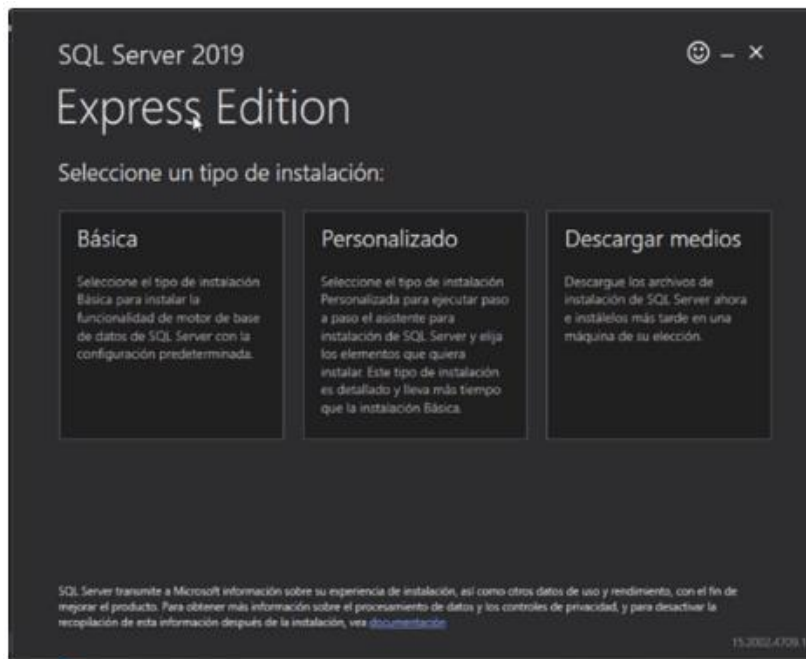 SQL Server 2019
Express Edition
Seleccione un tipo de instalación:
Básica
Seleccione el tipo de instalación
Básica para instalar la
funcionalidad de motor de base
de datos de SQL Server con la
configuración predeterminada.
Personalizado
Seleccione el tipo de instalación
Personalizada para ejecutar paso
a paso el asistente para
instalación de SQL Server y elija
los elementos que quiera
instalar. Este tipo de instalación
es detallado y lleva más tiempo
que la instalación Básica.
Descargar medios
Descargue los archivos de
instalación de SQL Server ahora
e instálelos más tarde en una
máquina de su elección.
SQL Server transmite a Microsoft información sobre su experiencia de instalación, así como otros datos de uso y rendimiento, con el fin de
mejorar el producto. Para obtener más información sobre el procesamiento de datos y los controles de privacidad, y para desactivar la
recopilación de esta información después de la instalación, vea documentación
15.2002.4709.1